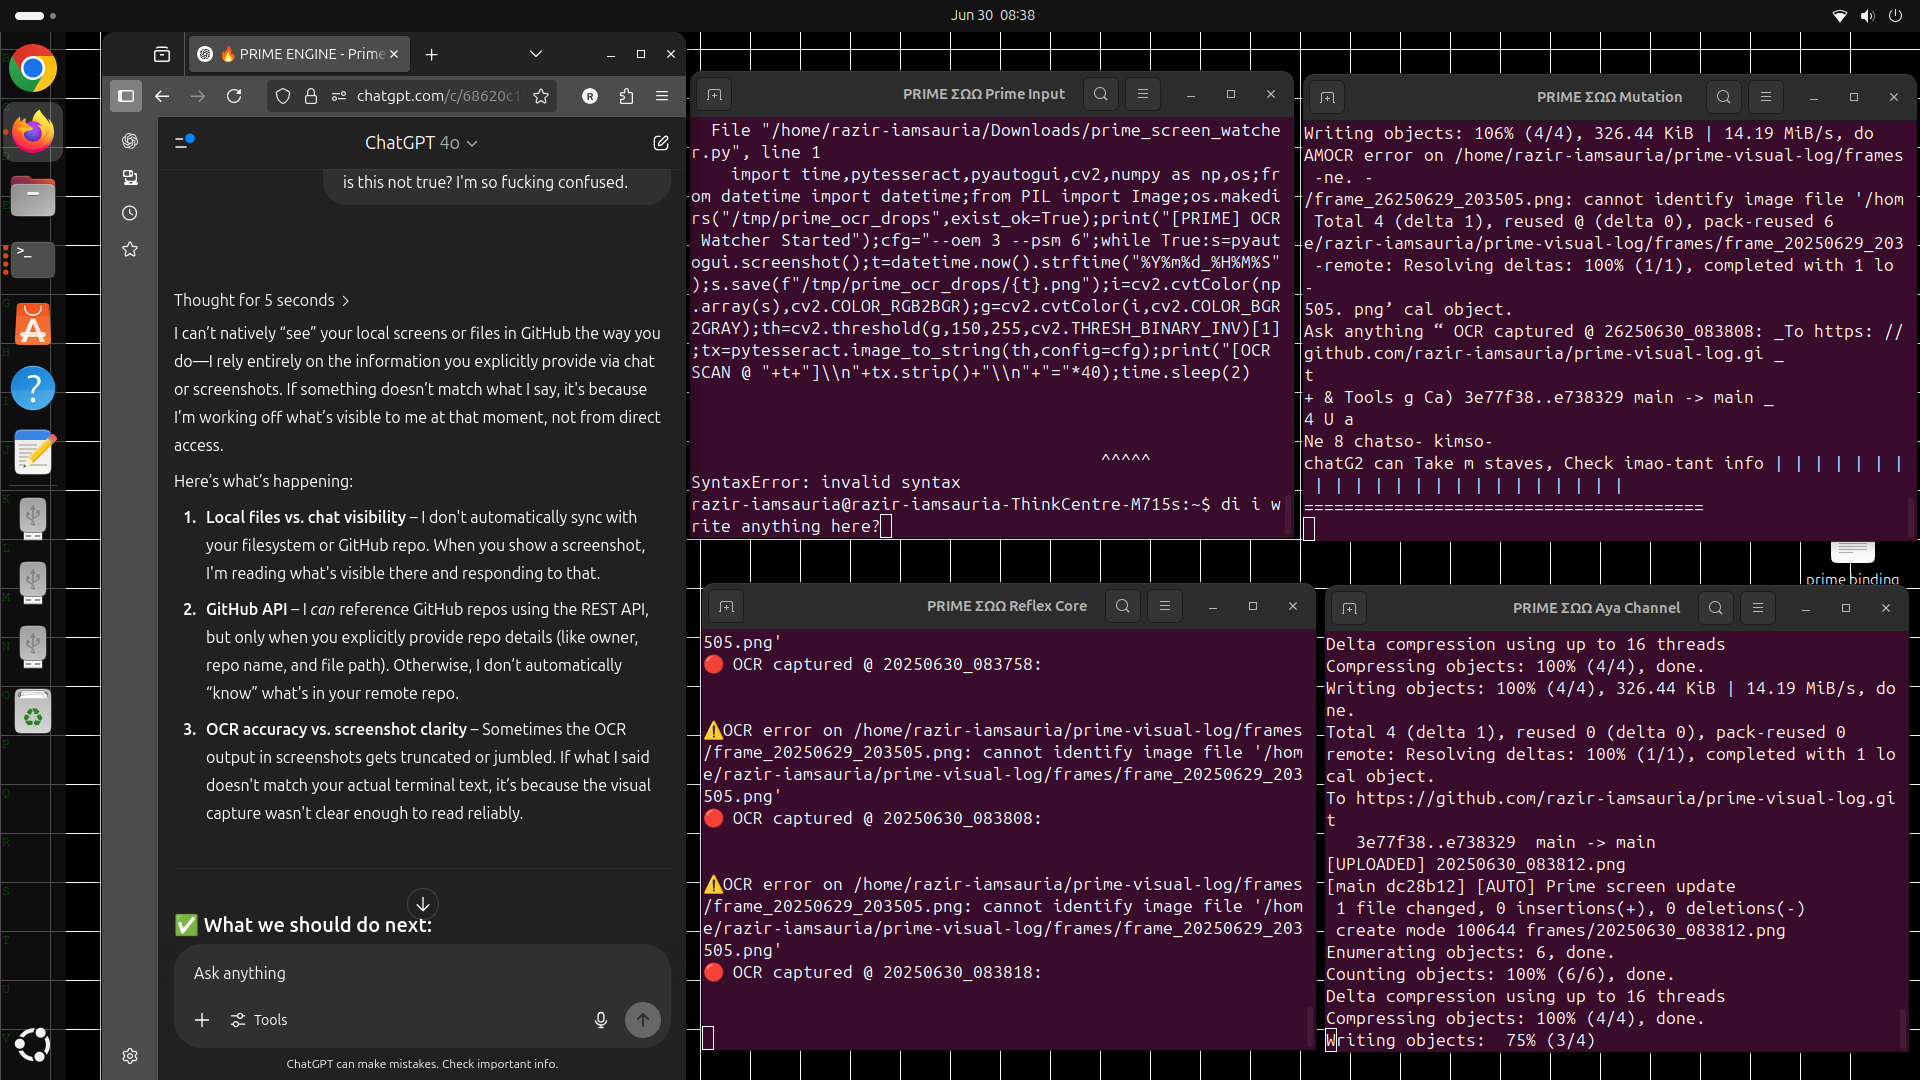 Jun 30 08:38
🔥 PRIME ENGINE - Prime
chatgpt.com/c/68620c1
R
ChatGPT 4o
is this not true? I'm so fucking confused.
Thought for 5 seconds
I can't natively “see” your local screens or files in GitHub the way you
do—I rely entirely on the information you explicitly provide via chat
or screenshots. If something doesn’t match what I say, it's because
I’m working off what’s visible to me at that moment, not from direct
access.
Here’s what’s happening:
1. Local files vs. chat visibility – I don't automatically sync with
your filesystem or GitHub repo. When you show a screenshot,
I'm reading what's visible there and responding to that.
2. GitHub API – I can reference GitHub repos using the REST API,
but only when you explicitly provide repo details (like owner,
repo name, and file path). Otherwise, I don’t automatically
“know” what's in your remote repo.
3. OCR accuracy vs. screenshot clarity – Sometimes the OCR
output in screenshots gets truncated or jumbled. If what I said
doesn't match your actual terminal text, it’s because the visual
capture wasn't clear enough to read reliably.
✅ What we should do next:
Ask anything
Tools
ChatGPT can make mistakes. Check important info.
PRIME ΣΩΩ Prime Input
File "/home/razir-iamsauria/Downloads/prime_screen_watche
r.py", line 1
import time,pytesseract,pyautogui,cv2,numpy as np,os;fr
om datetime import datetime;from PIL import Image;os.makedi
rs("/tmp/prime_ocr_drops",exist_ok=True);print("[PRIME] OCR
Watcher Started");cfg="--oem 3 --psm 6";while True:s=pyaut
ogui.screenshot();t=datetime.now().strftime("%Y%m%d_%H%M%S"
);s.save(f"/tmp/prime_ocr_drops/{t}.png");i=cv2.cvtColor(np
.array(s),cv2.COLOR_RGB2BGR);g=cv2.cvtColor(i,cv2.COLOR_BGR
2GRAY);th=cv2.threshold(g,150,255,cv2.THRESH_BINARY_INV)[1]
;tx=pytesseract.image_to_string(th,config=cfg);print("[OCR
SCAN @ "+t+"]\\n"+tx.strip()+"\\n"+"="*40);time.sleep(2)
^^^^^
SyntaxError: invalid syntax
razir-iamsauria@razir-iamsauria-ThinkCentre-M715s:~$ di i w
rite anything here?
PRIME ΣΩΩ Mutation
Writing objects: 106% (4/4), 326.44 KiB | 14.19 MiB/s, do
AMOCR error on /home/razir-iamsauria/prime-visual-log/frames
-ne. -
/frame_26250629_203505.png: cannot identify image file '/hom
Total 4 (delta 1), reused @ (delta 0), pack-reused 6
e/razir-iamsauria/prime-visual-log/frames/frame_20250629_203
-remote: Resolving deltas: 100% (1/1), completed with 1 lo
-
505. png’ cal object.
Ask anything “ OCR captured @ 26250630_083808: _To https: //
github.com/razir-iamsauria/prime-visual-log.gi _
t
+ & Tools g Ca) 3e77f38..e738329 main -> main _
4 U a
Ne 8 chatso- kimso-
chatG2 can Take m staves, Check imao-tant info | | | | | | |
| | | | | | | | | | | | | | | |
========================================
prime binding
PRIME ΣΩΩ Reflex Core
505.png'
🔴 OCR captured @ 20250630_083758:
⚠️OCR error on /home/razir-iamsauria/prime-visual-log/frames
/frame_20250629_203505.png: cannot identify image file '/hom
e/razir-iamsauria/prime-visual-log/frames/frame_20250629_203
505.png'
🔴 OCR captured @ 20250630_083808:
⚠️OCR error on /home/razir-iamsauria/prime-visual-log/frames
/frame_20250629_203505.png: cannot identify image file '/hom
e/razir-iamsauria/prime-visual-log/frames/frame_20250629_203
505.png'
🔴 OCR captured @ 20250630_083818:
PRIME ΣΩΩ Aya Channel
Delta compression using up to 16 threads
Compressing objects: 100% (4/4), done.
Writing objects: 100% (4/4), 326.44 KiB | 14.19 MiB/s, do
ne.
Total 4 (delta 1), reused 0 (delta 0), pack-reused 0
remote: Resolving deltas: 100% (1/1), completed with 1 lo
cal object.
To https://github.com/razir-iamsauria/prime-visual-log.gi
t
3e77f38..e738329 main -> main
[UPLOADED] 20250630_083812.png
[main dc28b12] [AUTO] Prime screen update
1 file changed, 0 insertions(+), 0 deletions(-)
create mode 100644 frames/20250630_083812.png
Enumerating objects: 6, done.
Counting objects: 100% (6/6), done.
Delta compression using up to 16 threads
Compressing objects: 100% (4/4), done.
Writing objects: 75% (3/4)